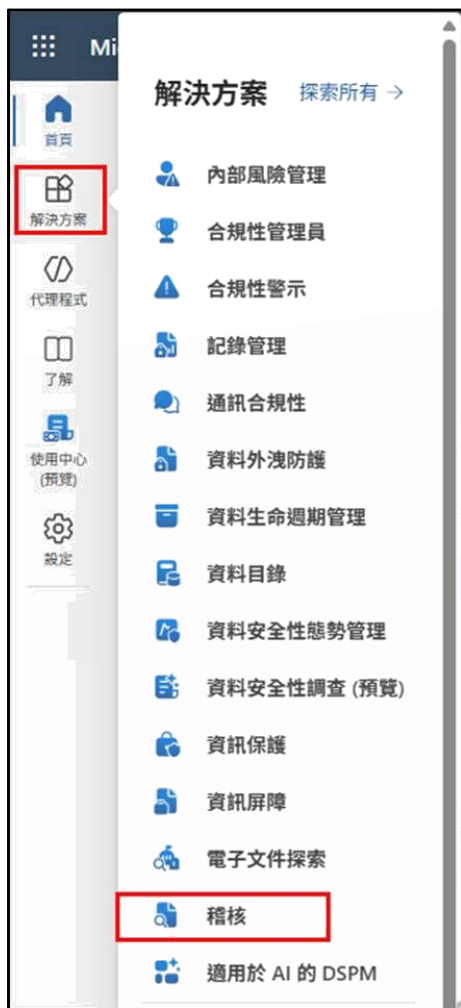 Mi
首頁
解決方案
代理程式
了解
使用中心
(預覽)
設定
解決方案 探索所有 →
內部風險管理
合規性管理員
合規性警示
記錄管理
通訊合規性
資料外洩防護
資料生命週期管理
資料目錄
資料安全性態勢管理
資料安全性調查 (預覽)
資訊保護
資訊屏障
電子文件探索
稽核
適用於 AI 的 DSPM